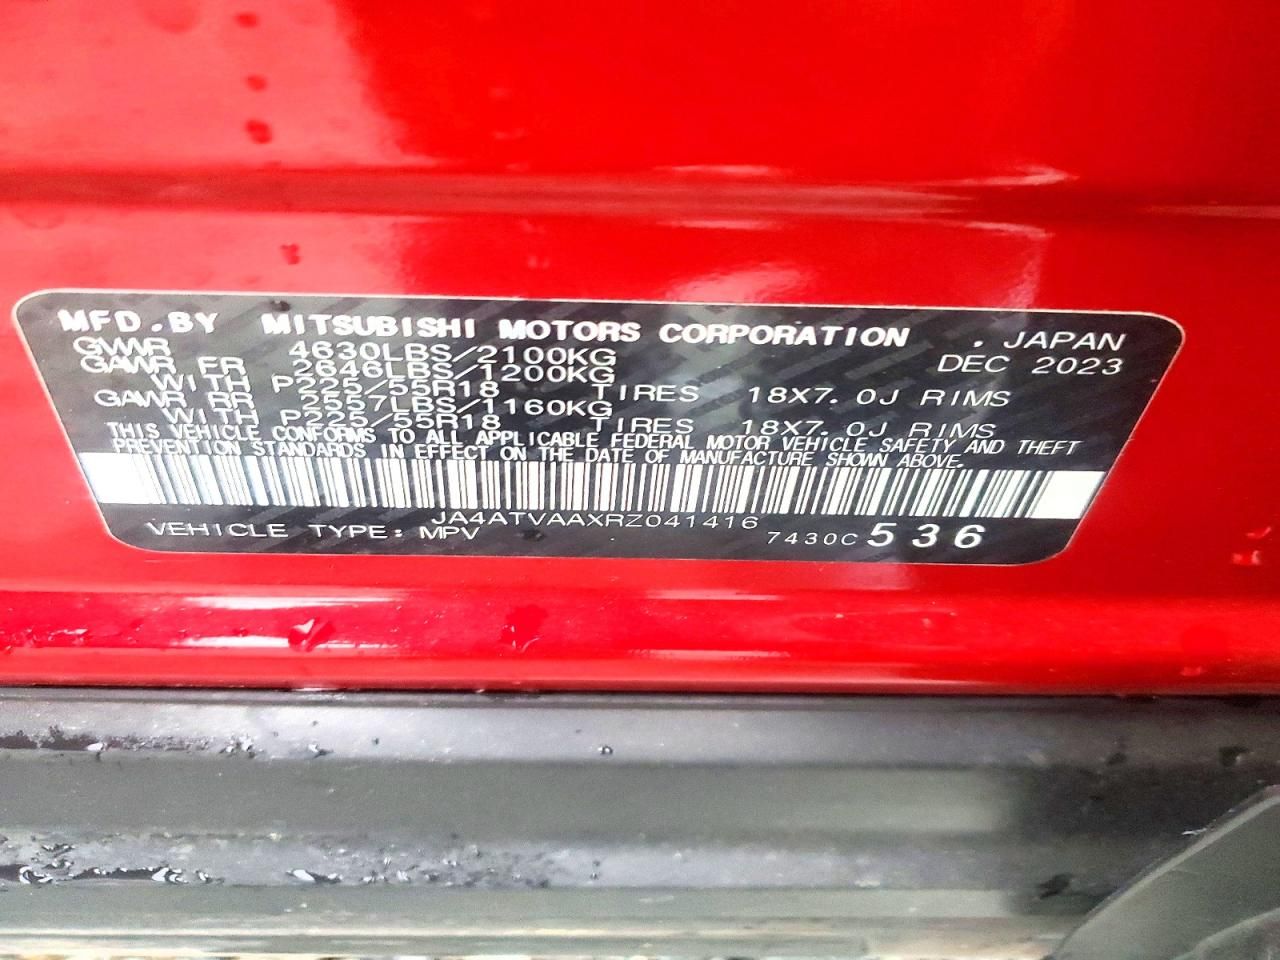 MFD.BY MITSUBISHI MOTORS CORPORATION . JAPAN
GVWR 4630LBS/2100KG DEC 2023
GAWR FR 2646LBS/1200KG
WITH P225/55R18 TIRES 18X7.0J RIMS
GAWR RR 2557LBS/1160KG
WITH P225/55R18 TIRES 18X7.0J RIMS
THIS VEHICLE CONFORMS TO ALL APPLICABLE FEDERAL MOTOR VEHICLE SAFETY AND THEFT
PREVENTION STANDARDS IN EFFECT ON THE DATE OF MANUFACTURE SHOWN ABOVE.
JA4ATVAAXRZ041416
VEHICLE TYPE: MPV 7430C 536